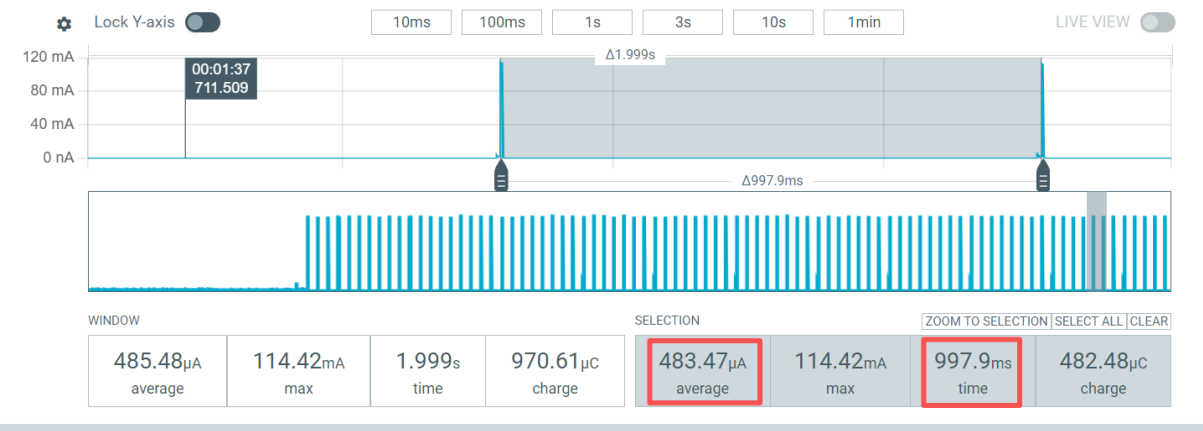 Lock Y-axis 10ms 100ms 1s 3s 10s 1min LIVE VIEW
Δ1.999s
120 mA
80 mA
40 mA
0 nA
00:01:37
711.509
Δ997.9ms
WINDOW
485.48µA 114.42mA 1.999s 970.61µC
average max time charge
SELECTION ZOOM TO SELECTION SELECT ALL CLEAR
483.47µA 114.42mA 997.9ms 482.48µC
average max time charge